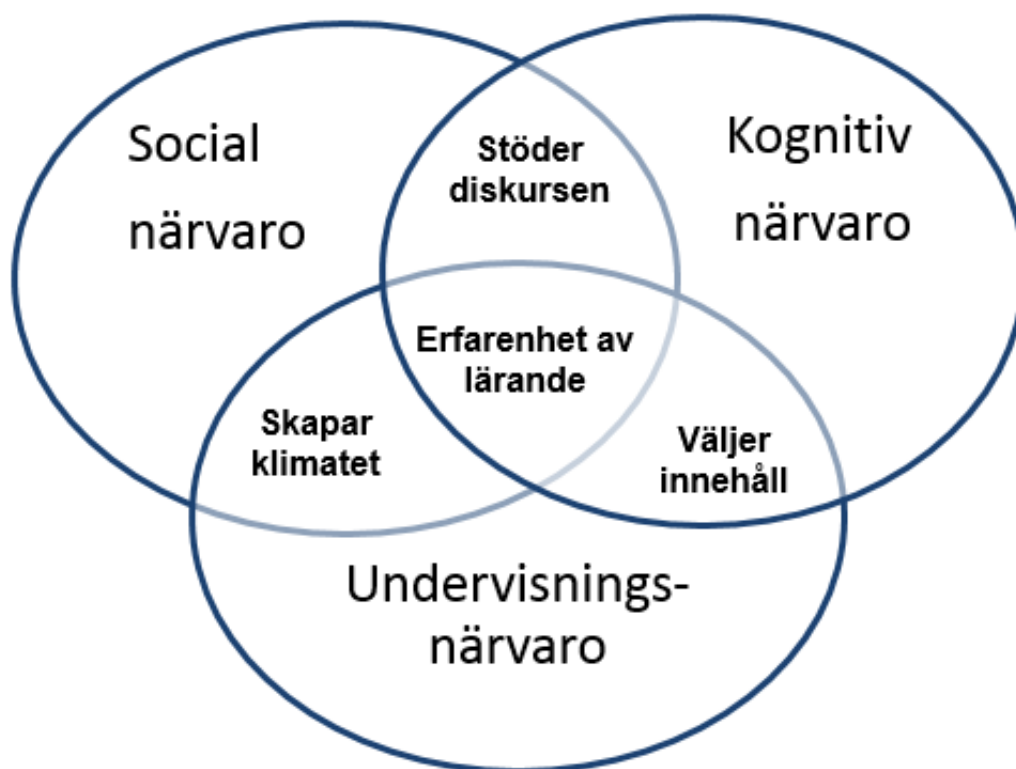 Social
närvaro
Stöder
diskursen
Kognitiv
närvaro
Erfarenhet av
lärande
Skapar
klimatet
Väljer
innehåll
Undervisnings-
närvaro